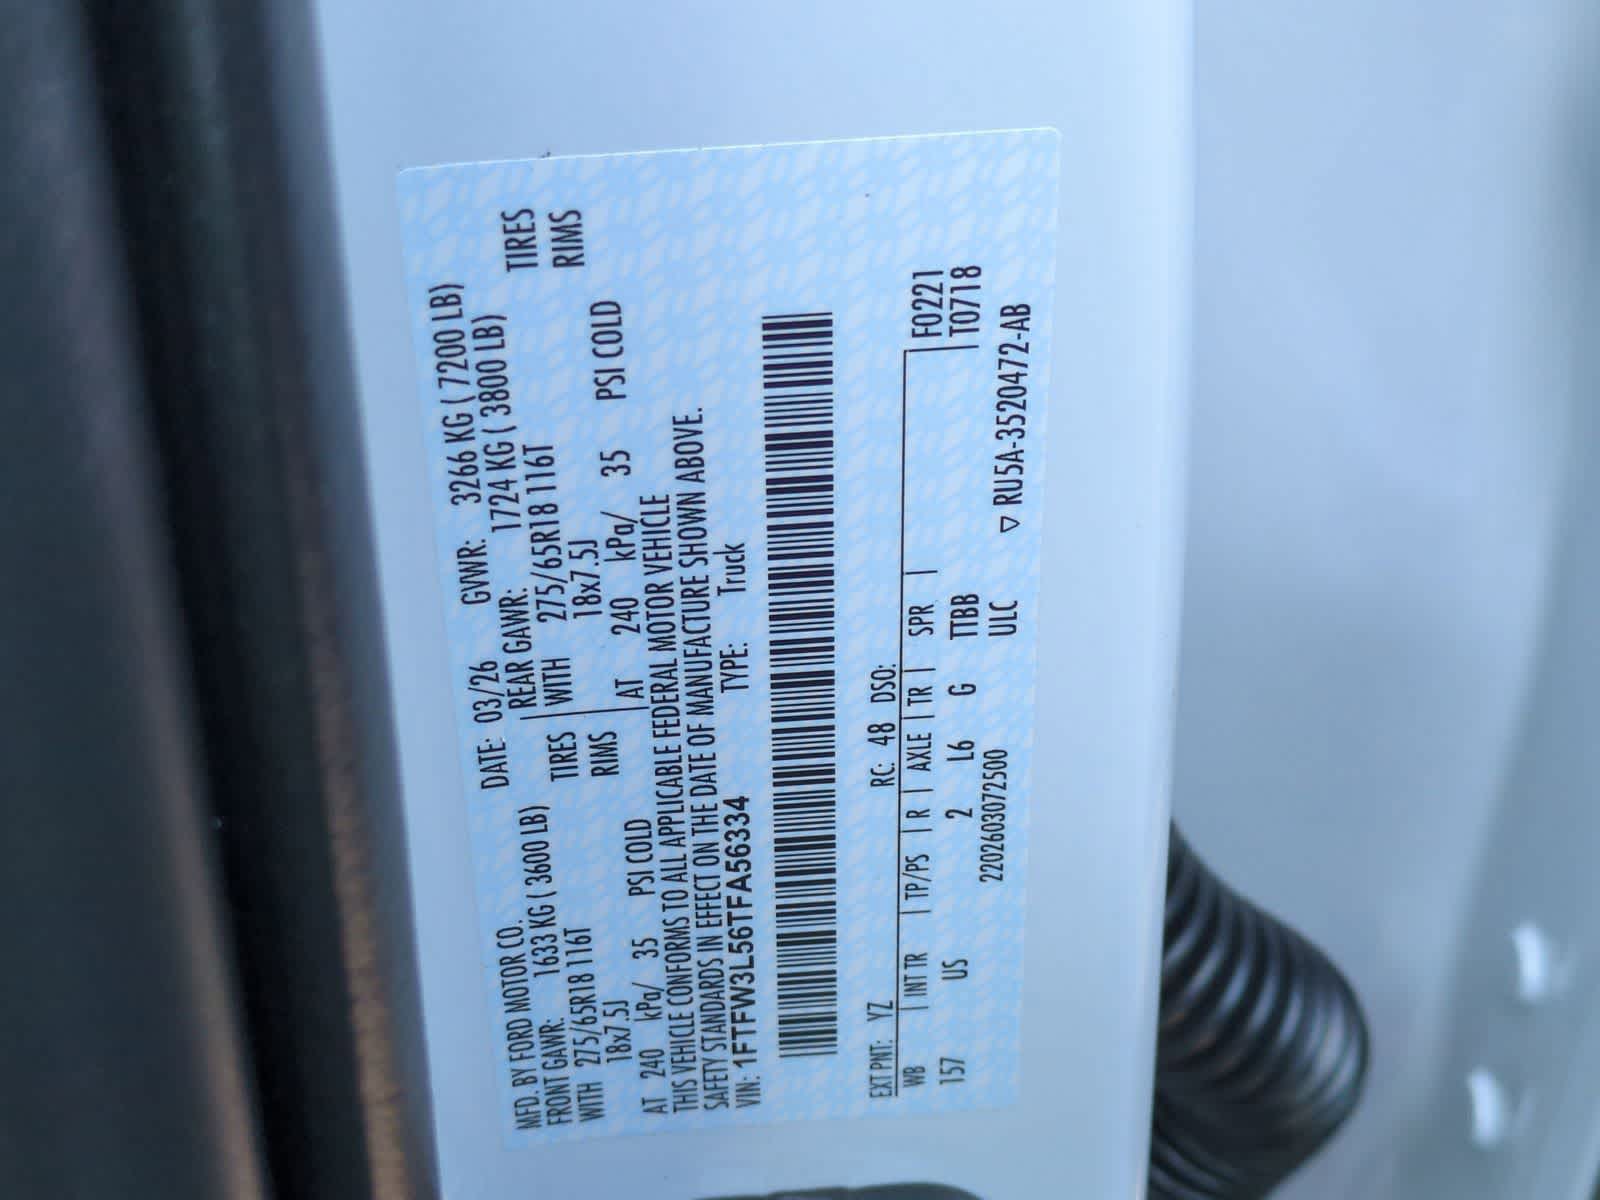 MFD. BY FORD MOTOR CO. DATE: 03/26 GVWR: 3266 KG ( 7200 LB)
FRONT GAWR: 1633 KG ( 3600 LB) REAR GAWR: 1724 KG ( 3800 LB)
WITH 275/65R18 116T TIRES WITH 275/65R18 116T TIRES
18x7.5J RIMS 18x7.5J RIMS
AT 240 kPa/ 35 PSI COLD AT 240 kPa/ 35 PSI COLD
THIS VEHICLE CONFORMS TO ALL APPLICABLE FEDERAL MOTOR VEHICLE
SAFETY STANDARDS IN EFFECT ON THE DATE OF MANUFACTURE SHOWN ABOVE.
VIN: 1FTFW3L56TFA56334 TYPE: Truck
EXT PNT: YZ RC: 48 DSO:
WB | INT TR | TP/PS | R | AXLE | TR | SPR | F0221
157 US 2 L6 G TTBB T0718
2202603072500 ULC ▽ RU5A-3520472-AB